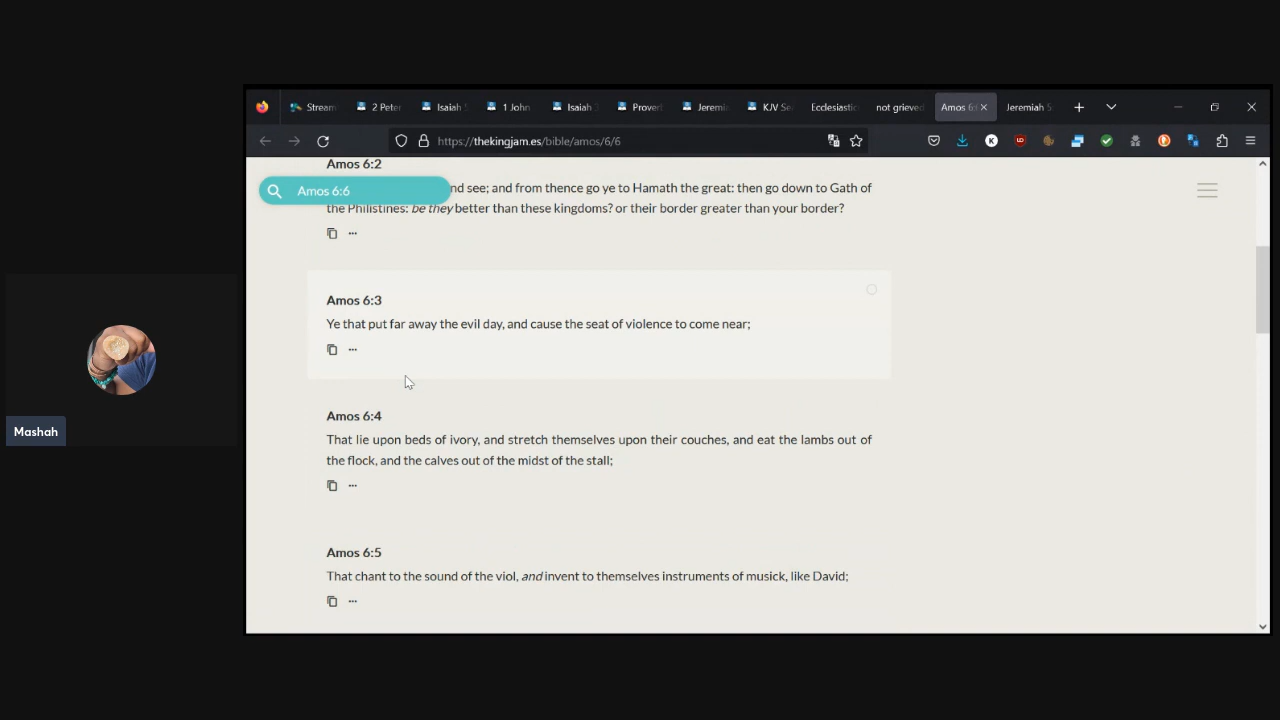 Stream
2 Peter
Isaiah
1 John
Isaiah
Prover
Jeremi
KJV Se
Ecclesiastic
not grieved
Amos 6:
Jeremiah 5
https://thekingjam.es/bible/amos/6/6
Amos 6:2
Amos 6:6
nd see; and from thence go ye to Hamath the great: then go down to Gath of
the Philistines: be they better than these kingdoms? or their border greater than your border?
Amos 6:3
Ye that put far away the evil day, and cause the seat of violence to come near;
Amos 6:4
That lie upon beds of ivory, and stretch themselves upon their couches, and eat the lambs out of
the flock, and the calves out of the midst of the stall;
Amos 6:5
That chant to the sound of the viol, and invent to themselves instruments of musick, like David;
Mashah